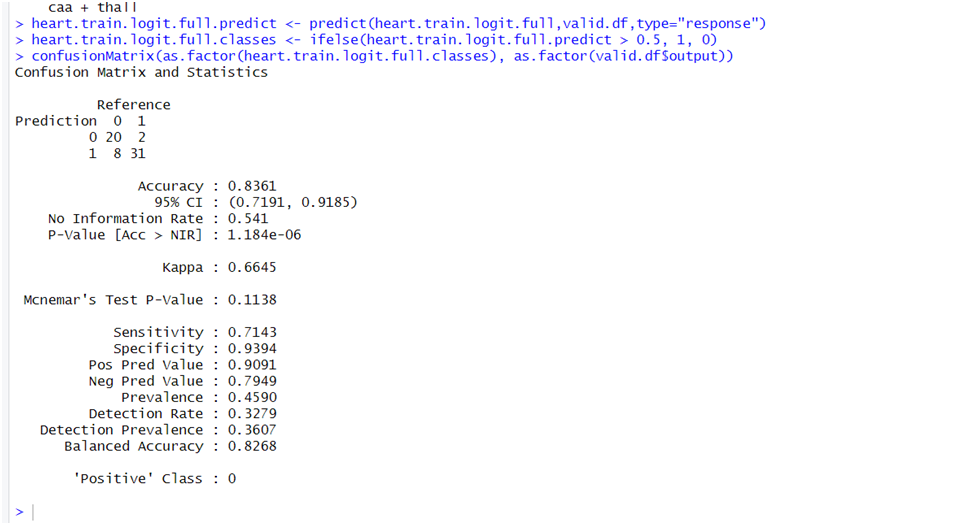 caa + thall
> heart.train.logit.full.predict <- predict(heart.train.logit.full,valid.df,type="response")
> heart.train.logit.full.classes <- ifelse(heart.train.logit.full.predict > 0.5, 1, 0)
> confusionMatrix(as.factor(heart.train.logit.full.classes), as.factor(valid.df$output))
Confusion Matrix and Statistics
Reference
Prediction 0 1
0 20 2
1 8 31
Accuracy : 0.8361
95% CI : (0.7191, 0.9185)
No Information Rate : 0.541
P-Value [Acc > NIR] : 1.184e-06
Kappa : 0.6645
Mcnemar's Test P-Value : 0.1138
Sensitivity : 0.7143
Specificity : 0.9394
Pos Pred Value : 0.9091
Neg Pred Value : 0.7949
Prevalence : 0.4590
Detection Rate : 0.3279
Detection Prevalence : 0.3607
Balanced Accuracy : 0.8268
'Positive' Class : 0
>